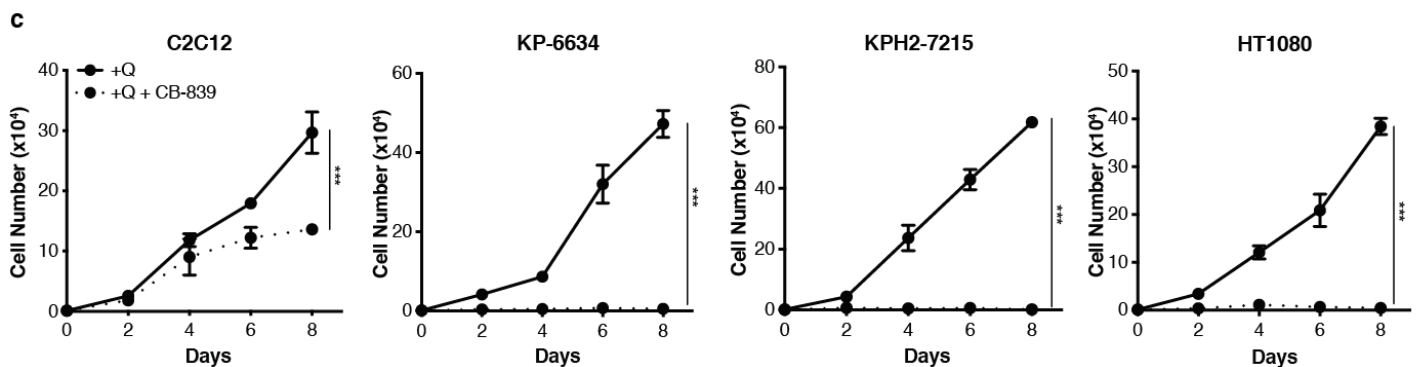 c
C2C12
Cell Number (x10⁴)
40
30
20
10
0
+Q
+Q + CB-839
***
0 2 4 6 8
Days
KP-6634
Cell Number (x10⁴)
60
40
20
0
***
0 2 4 6 8
Days
KPH2-7215
Cell Number (x10⁴)
80
60
40
20
0
***
0 2 4 6 8
Days
HT1080
Cell Number (x10⁴)
50
40
30
20
10
0
***
0 2 4 6 8
Days